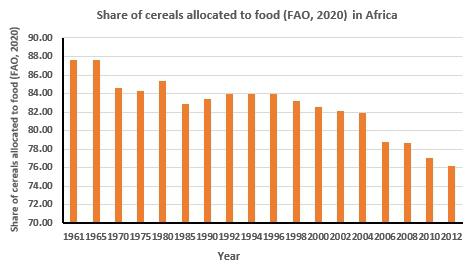 Share of cereals allocated to food (FAO, 2020) in Africa
Share of cereals allocated to food (FAO, 2020)
90.00
88.00
86.00
84.00
82.00
80.00
78.00
76.00
74.00
72.00
70.00
1961 1965 1970 1975 1980 1985 1990 1992 1994 1996 1998 2000 2002 2004 2006 2008 2010 2012
Year